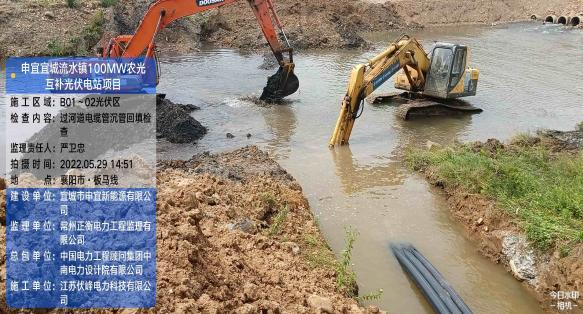 DOOSAN
申宜宜城流水镇100MW农光
互补光伏电站项目
施工区域：B01－02光伏区
检查内容：过河道电缆管沉管回填检
查
监理责任人：严卫忠
拍摄时间：2022.05.29 14:51
地点：襄阳市·板马线
建设单位：宜城市申宜新能源有限公
司
监理单位：常州正衡电力工程监理有
限公司
总包单位：中国电力工程顾问集团中
南电力设计院有限公司
施工单位：江苏伏峰电力科技有限公
司
今日水印
－相机－